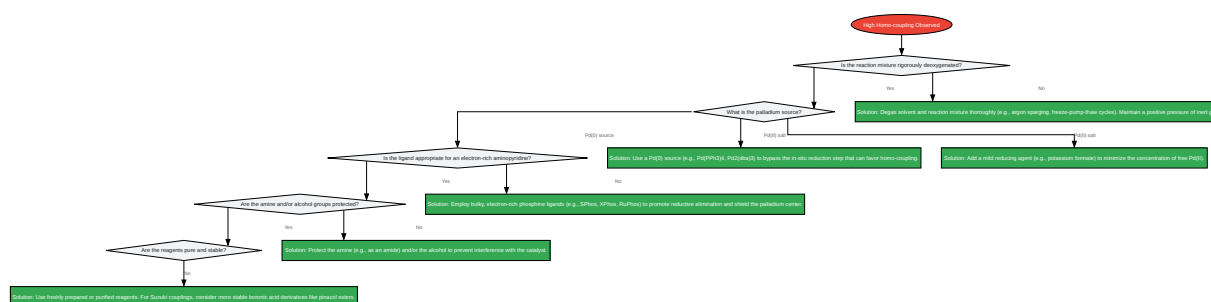 High Homo-coupling Observed
Is the reaction mixture rigorously deoxygenated?
Yes
No
What is the palladium source?
Solution: Degas solvent and reaction mixture thoroughly (e.g., argon sparging, freeze-pump-thaw cycles). Maintain a positive pressure of inert
Pd(0) source
Pd(II) salt
Pd(II) salt
Is the ligand appropriate for an electron-rich aminopyridine?
Solution: Use a Pd(0) source (e.g., Pd(PPh3)4, Pd2(dba)3) to bypass the in-situ reduction step that can favor homo-coupling.
Solution: Add a mild reducing agent (e.g., potassium formate) to minimize the concentration of free Pd(II).
Yes
No
Are the amine and/or alcohol groups protected?
Solution: Employ bulky, electron-rich phosphine ligands (e.g., SPhos, XPhos, RuPhos) to promote reductive elimination and shield the palladium center.
Yes
No
Are the reagents pure and stable?
Solution: Protect the amine (e.g., as an amide) and/or the alcohol to prevent interference with the catalyst.
No
Solution: Use freshly prepared or purified reagents. For Suzuki couplings, consider more stable boronic acid derivatives like pinacol esters.